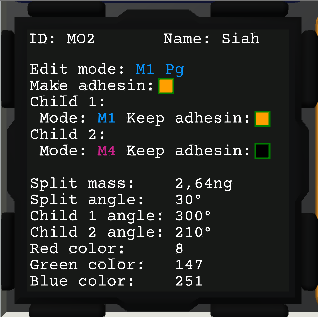 ID: MO2 Name: Siah
Edit mode: M1 Pg
Make adhesin:
Child 1:
Mode: M1 Keep adhesin:
Child 2:
Mode: M4 Keep adhesin:
Split mass: 2,64ng
Split angle: 30°
Child 1 angle: 300°
Child 2 angle: 210°
Red color: 8
Green color: 147
Blue color: 251